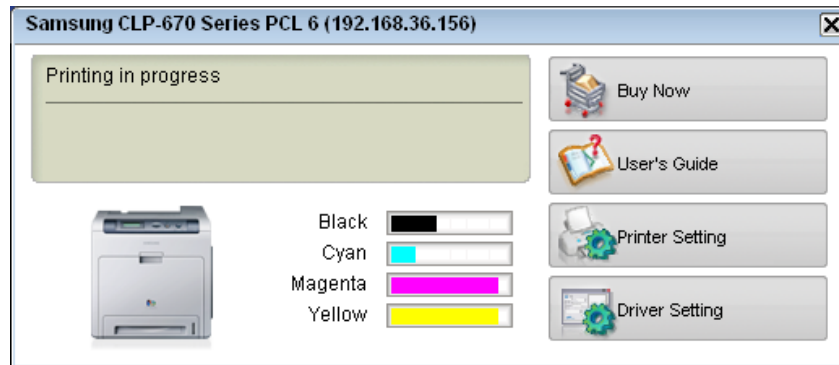 Samsung CLP-670 Series PCL 6 (192.168.36.156)
Printing in progress
Buy Now
User's Guide
Printer Setting
Driver Setting
Black
Cyan
Magenta
Yellow